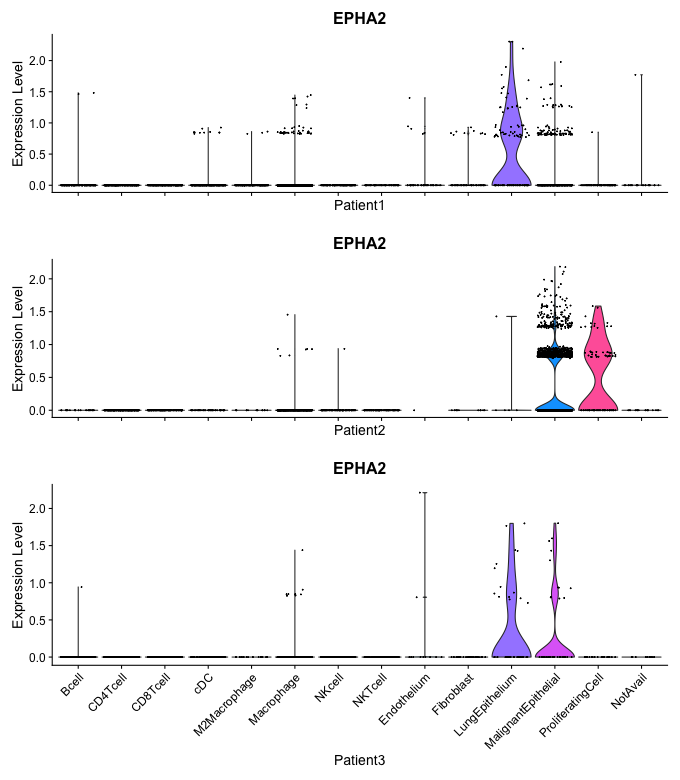 EPHA2
Expression Level
2.0
1.5
1.0
0.5
0.0
Patient1
EPHA2
Expression Level
2.0
1.5
1.0
0.5
0.0
Patient2
EPHA2
Expression Level
2.0
1.5
1.0
0.5
0.0
Bcell
CD4Tcell
CD8Tcell
cDC
M2Macrophage
Macrophage
NKcell
NKTcell
Endothelium
Fibroblast
LungEpithelium
MalignantEpithelial
ProliferatingCell
NotAvail
Patient3